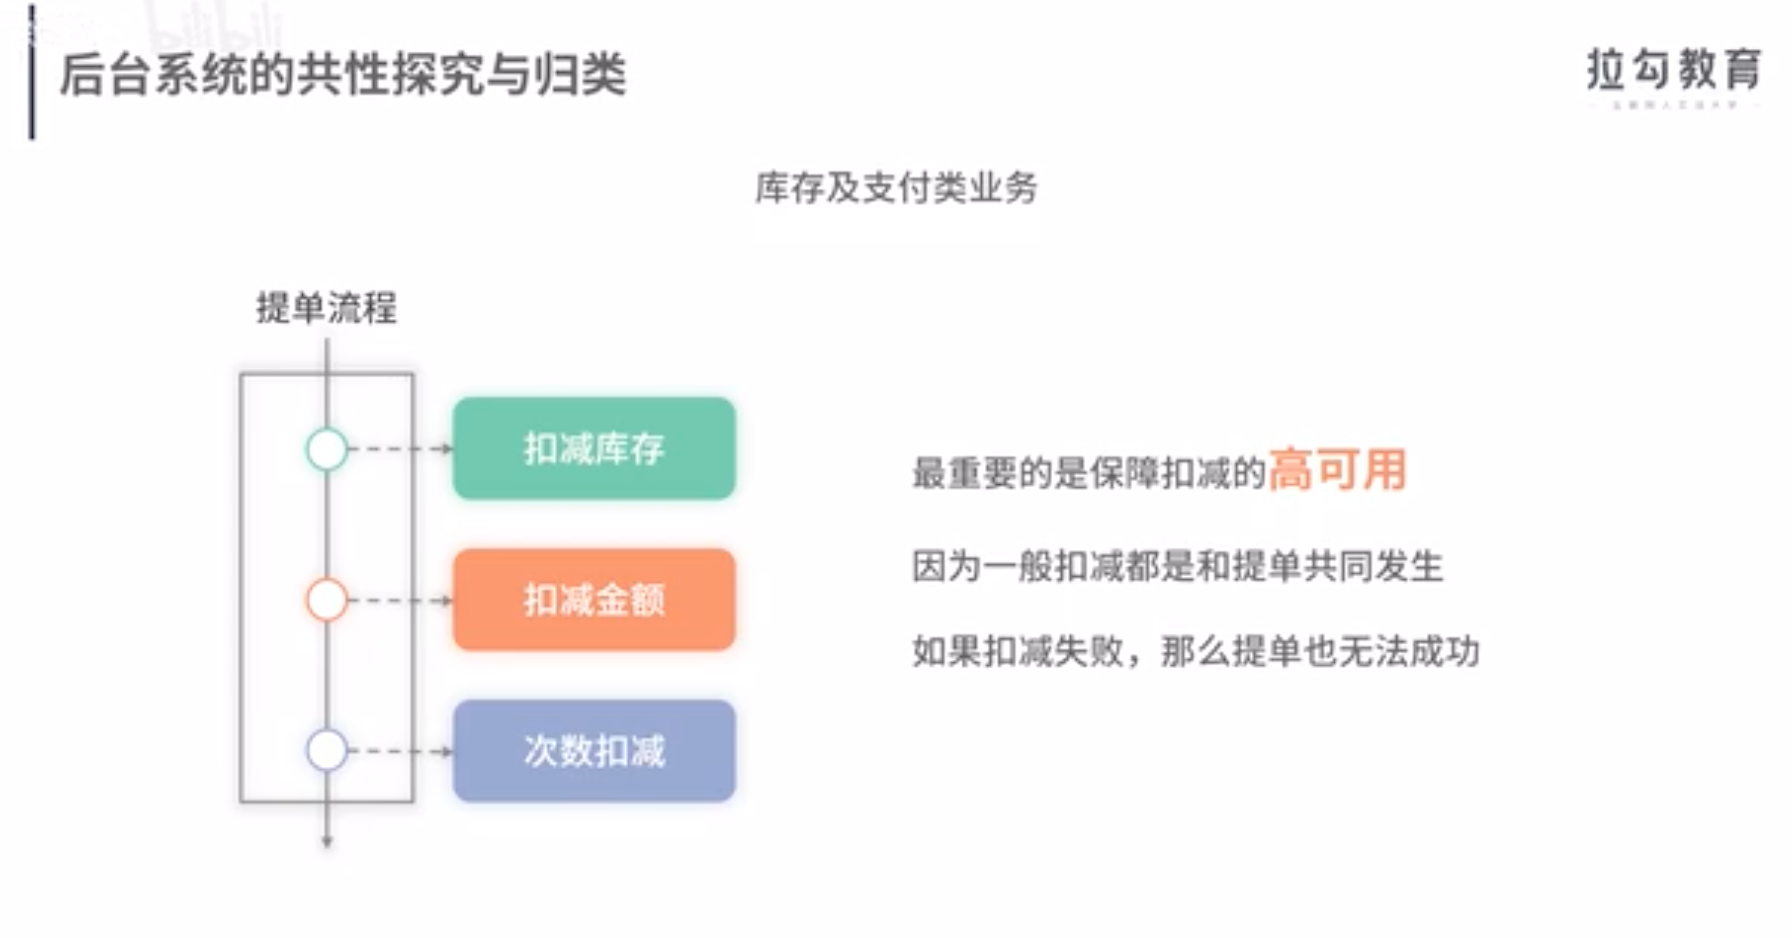 bilibili
后台系统的共性探究与归类
拉勾教育
库存及支付类业务
提单流程
扣减库存
扣减金额
次数扣减
最重要的是保障扣减的高可用
因为一般扣减都是和提单共同发生
如果扣减失败，那么提单也无法成功